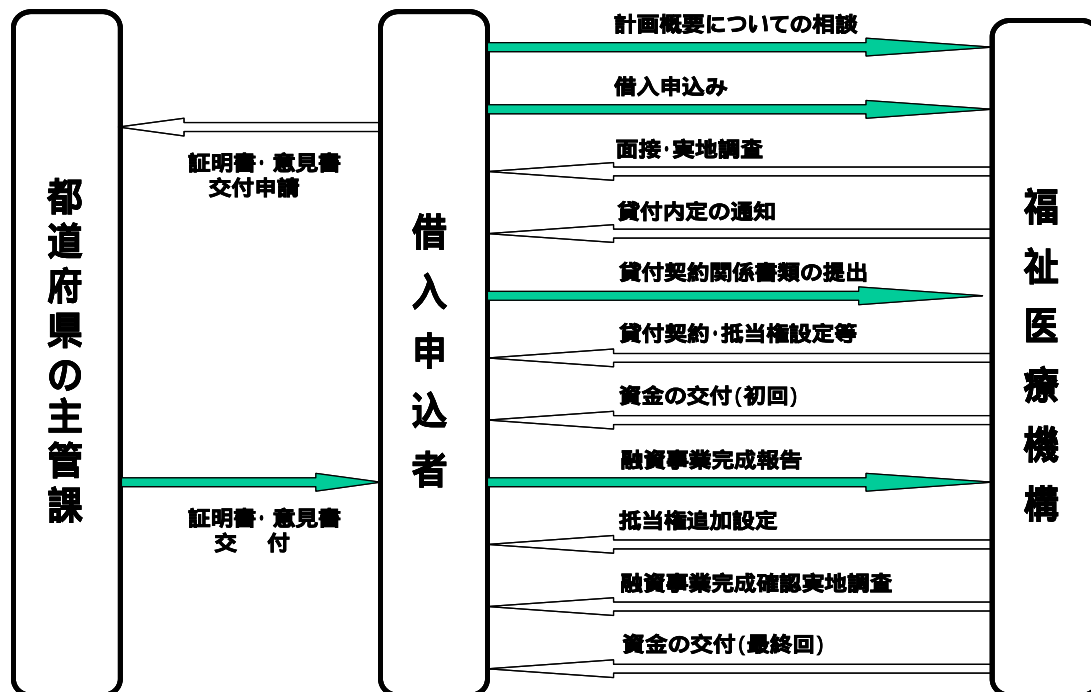 都道府県の主管課
証明書・意見書
交付申請
証明書・意見書
交 付
借入申込者
計画概要についての相談
借入申込み
面接・実地調査
貸付内定の通知
貸付契約関係書類の提出
貸付契約・抵当権設定等
資金の交付(初回)
融資事業完成報告
抵当権追加設定
融資事業完成確認実地調査
資金の交付(最終回)
福祉医療機構